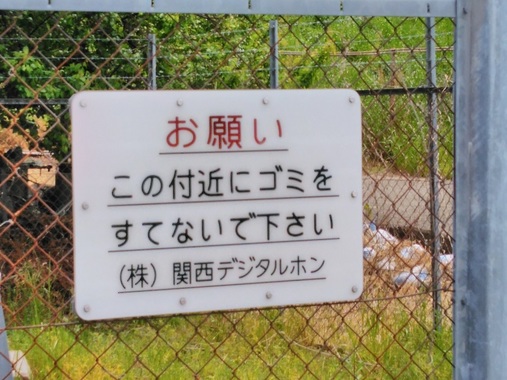 お願い
この付近にゴミを
すてないで下さい
(株) 関西デジタルホン